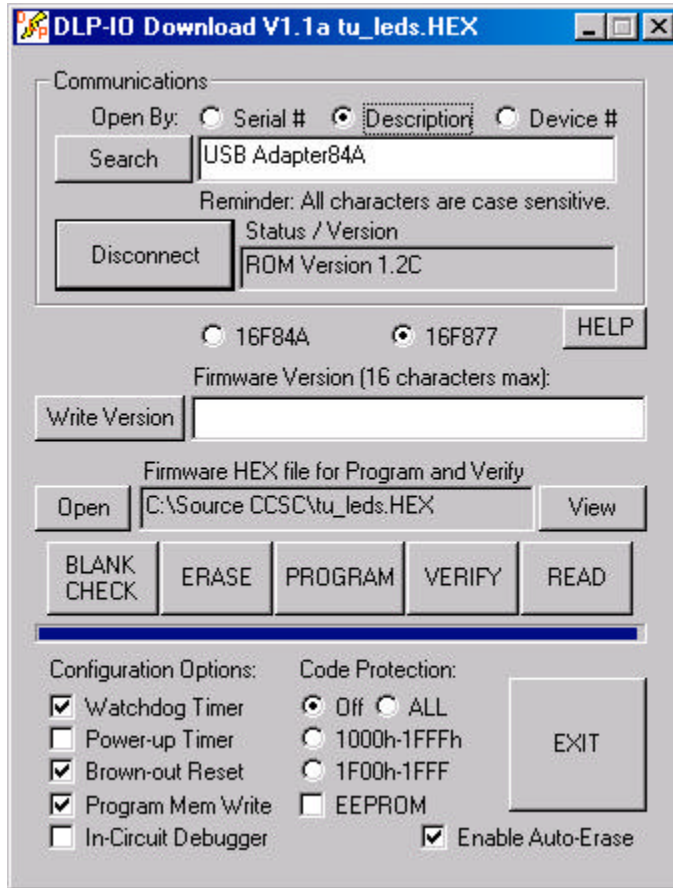 DLP-IO Download V1.1a tu_leds.HEX
Communications
Open By: Serial # Description Device #
Search USB Adapter84A
Reminder: All characters are case sensitive.
Status / Version
Disconnect ROM Version 1.2C
16F84A 16F877 HELP
Firmware Version (16 characters max):
Write Version
Firmware HEX file for Program and Verify
Open C:\Source CCSC\tu_leds.HEX View
BLANK CHECK ERASE PROGRAM VERIFY READ
Configuration Options: Code Protection:
Watchdog Timer Off ALL
Power-up Timer 1000h-1FFFh EXIT
Brown-out Reset 1F00h-1FFF
Program Mem Write EEPROM
In-Circuit Debugger Enable Auto-Erase